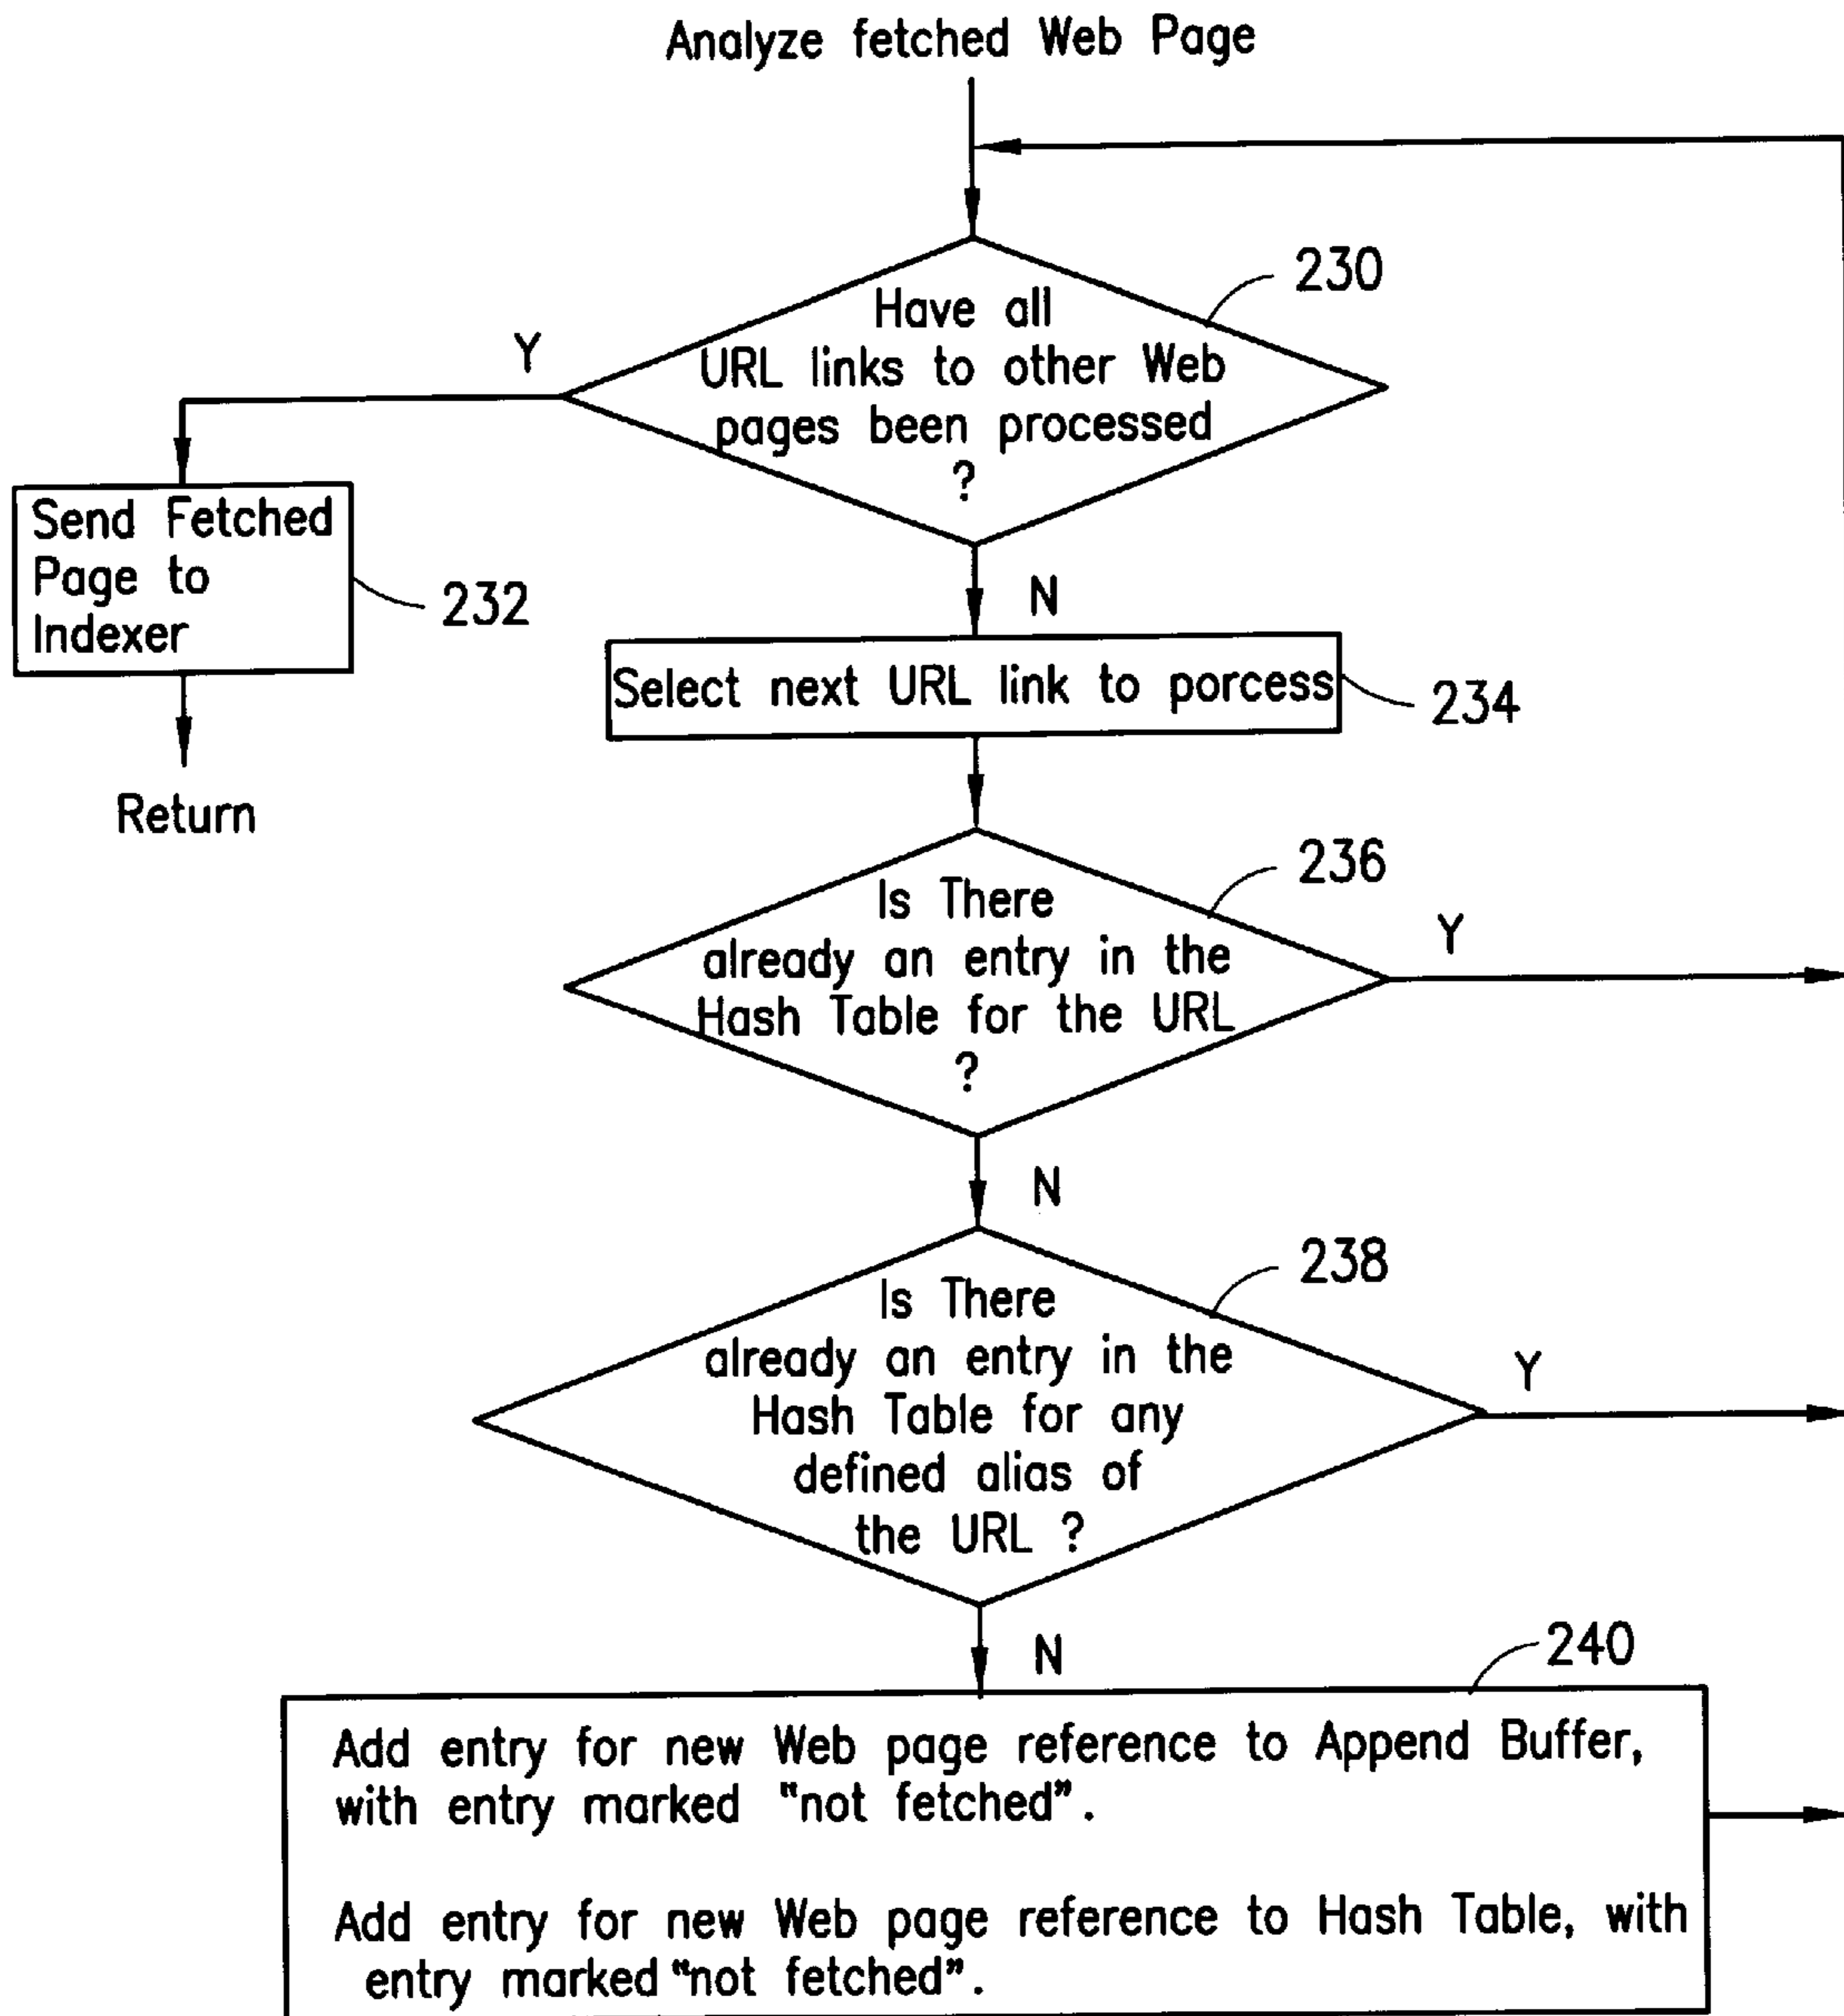 Analyze fetched Web Page
230
Have all
URL links to other Web
pages been processed
?
Y
N
Send Fetched
Page to
Indexer
232
Return
Select next URL link to porcess
234
236
Is There
already an entry in the
Hash Table for the URL
?
Y
N
238
Is There
already an entry in the
Hash Table for any
defined alias of
the URL ?
Y
N
240
Add entry for new Web page reference to Append Buffer,
with entry marked "not fetched".
Add entry for new Web page reference to Hash Table, with
entry marked "not fetched".